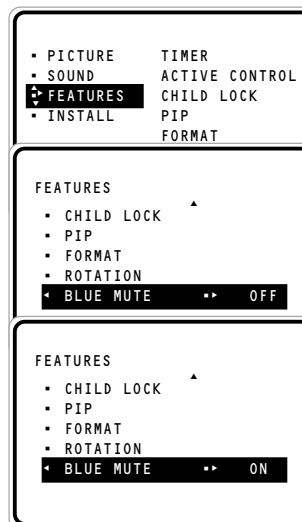 ▪ PICTURE TIMER
▪ SOUND ACTIVE CONTROL
FEATURES CHILD LOCK
▪ INSTALL PIP
FORMAT
FEATURES
▪ CHILD LOCK
▪ PIP
▪ FORMAT
▪ ROTATION
BLUE MUTE OFF
FEATURES
▪ CHILD LOCK
▪ PIP
▪ FORMAT
▪ ROTATION
BLUE MUTE ON